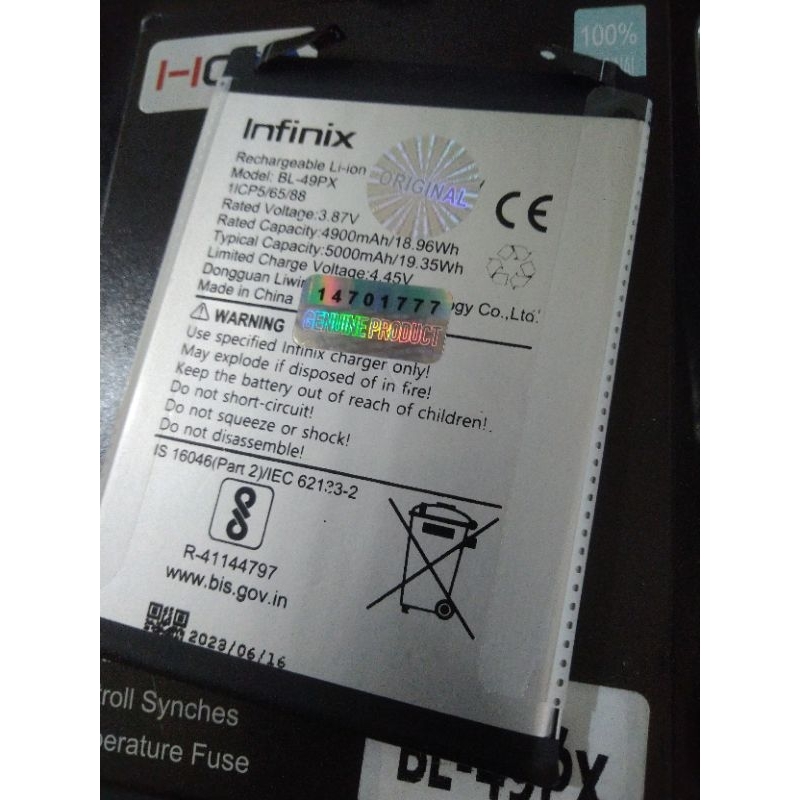 100%
Infinix
Rechargeable Li-ion
Model: BL-49PX
1ICP5/65/88
ORIGINAL
CE
Rated Voltage:3.87V
Rated Capacity:4900mAh/18.96Wh
Typical Capacity:5000mAh/19.35Wh
Limited Charge Voltage:4.45V
Dongguan Liwin
gy Co.,Ltd.
Made in China
14701777
GENUINE PRODUCT
WARNING
Use specified Infinix charger only!
May explode if disposed of in fire!
Keep the battery out of reach of children!
Do not short-circuit!
Do not squeeze or shock!
Do not disassemble!
IS 16046(Part 2)/IEC 62133-2
R-41144797
www.bis.gov.in
2023/06/16
Synches
Fuse
BL-49PX